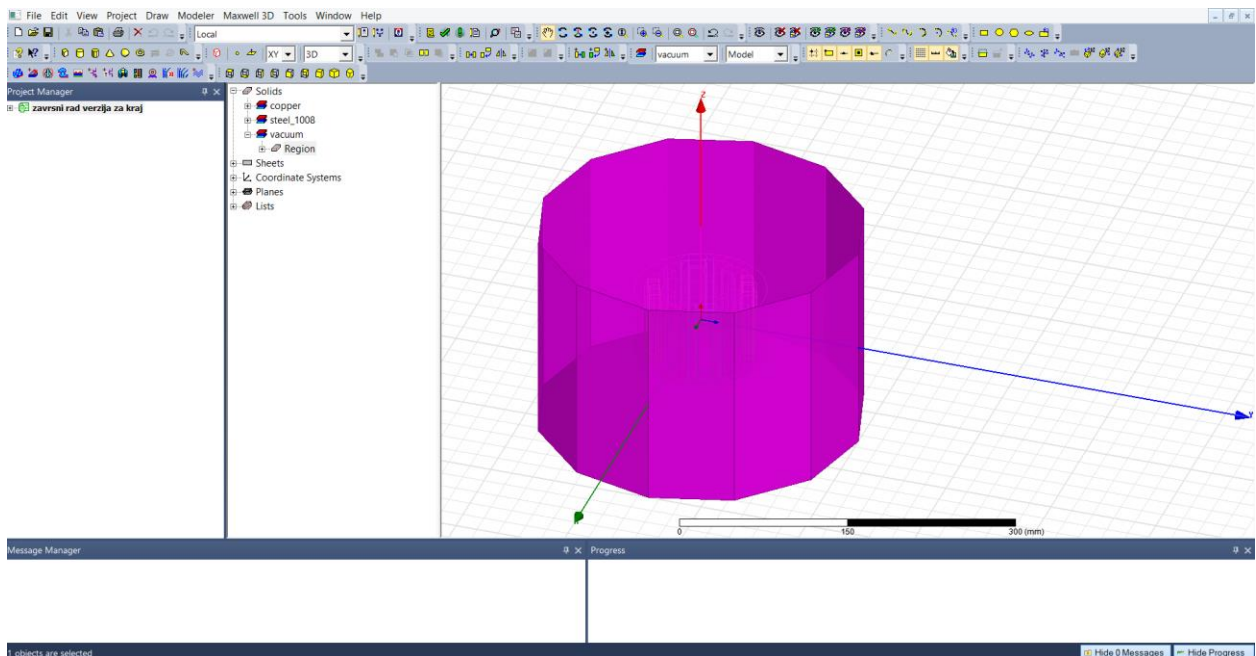 File Edit View Project Draw Modeler Maxwell 3D Tools Window Help
Local
XY 3D vacuum Model
Project Manager
zavrsni rad verzija za kraj
Solids
copper
steel_1008
vacuum
Region
Sheets
Coordinate Systems
Planes
Lists
z
y
0 150 300 (mm)
Message Manager
Progress
1 objects are selected
Hide 0 Messages Hide Progress